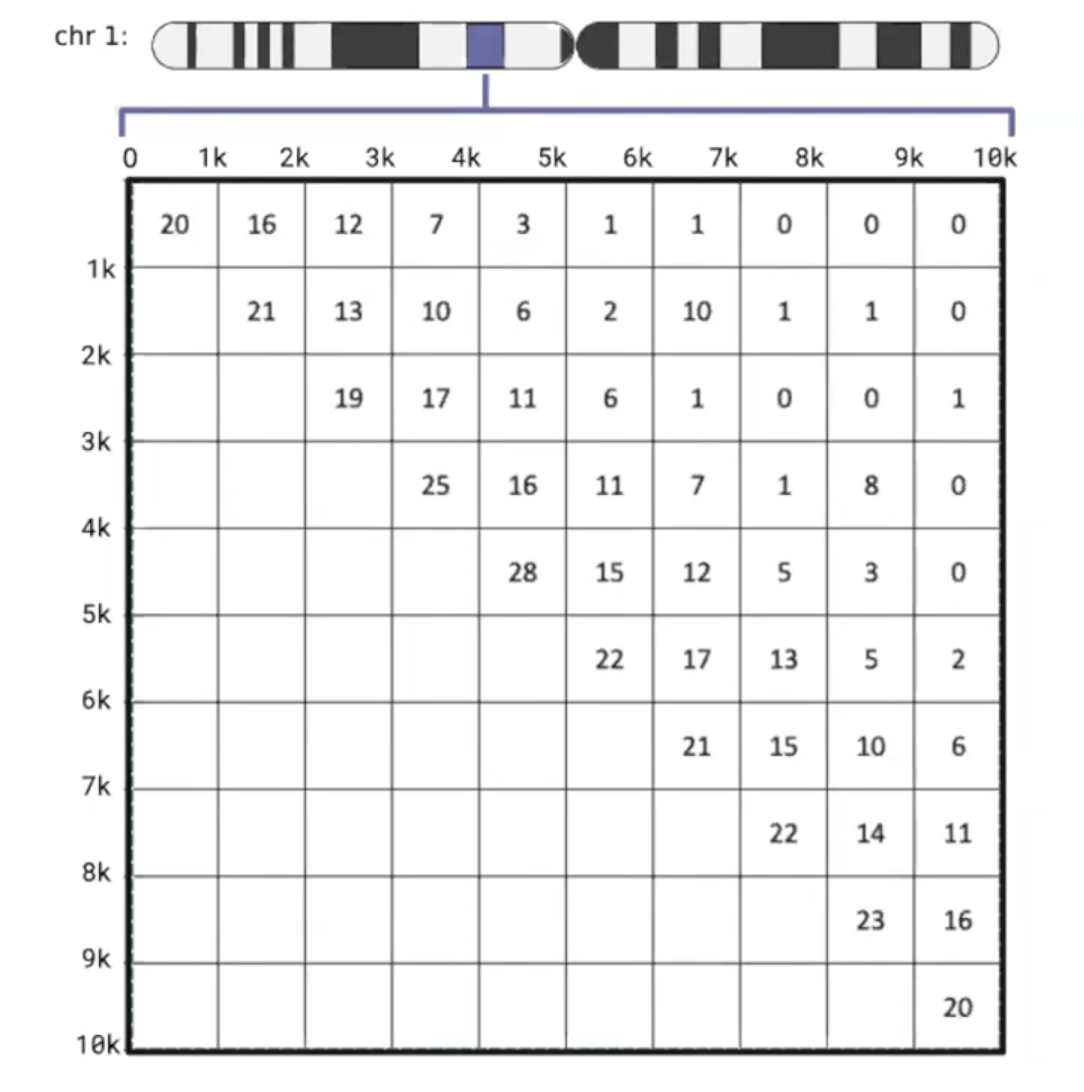 chr 1:
0 1k 2k 3k 4k 5k 6k 7k 8k 9k 10k
20 16 12 7 3 1 1 0 0 0
1k
21 13 10 6 2 10 1 1 0
2k
19 17 11 6 1 0 0 1
3k
25 16 11 7 1 8 0
4k
28 15 12 5 3 0
5k
22 17 13 5 2
6k
21 15 10 6
7k
22 14 11
8k
23 16
9k
20
10k